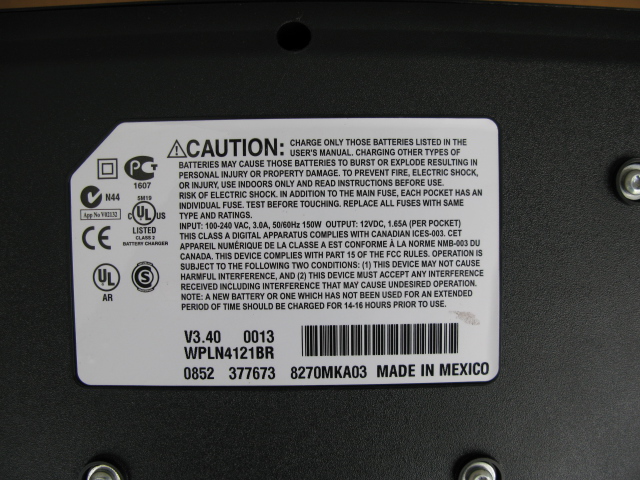 CAUTION: CHARGE ONLY THOSE BATTERIES LISTED IN THE
USER'S MANUAL. CHARGING OTHER TYPES OF
BATTERIES MAY CAUSE THOSE BATTERIES TO BURST OR EXPLODE RESULTING IN
PERSONAL INJURY OR PROPERTY DAMAGE. TO PREVENT FIRE, ELECTRIC SHOCK,
OR INJURY, USE INDOORS ONLY AND READ INSTRUCTIONS BEFORE USE.
RISK OF ELECTRIC SHOCK. IN ADDITION TO THE MAIN FUSE, EACH POCKET HAS AN
INDIVIDUAL FUSE. TEST BEFORE TOUCHING. REPLACE ALL FUSES WITH SAME
TYPE AND RATINGS.
INPUT: 100-240 VAC, 3.0A, 50/60Hz 150W OUTPUT: 12VDC, 1.65A (PER POCKET)
THIS CLASS A DIGITAL APPARATUS COMPLIES WITH CANADIAN ICES-003. CET
APPAREIL NUMÉRIQUE DE LA CLASSE A EST CONFORMÉ À LA NORME NMB-003 DU
CANADA. THIS DEVICE COMPLIES WITH PART 15 OF THE FCC RULES. OPERATION IS
SUBJECT TO THE FOLLOWING TWO CONDITIONS: (1) THIS DEVICE MAY NOT CAUSE
HARMFUL INTERFERENCE, AND (2) THIS DEVICE MUST ACCEPT ANY INTERFERENCE
RECEIVED INCLUDING INTERFERENCE THAT MAY CAUSE UNDESIRED OPERATION.
NOTE: A NEW BATTERY OR ONE WHICH HAS NOT BEEN USED FOR AN EXTENDED
PERIOD OF TIME SHOULD BE CHARGED FOR 14-16 HOURS PRIOR TO USE.
1607
N44
App No V02132
5M19
C UL US
LISTED
CLASS 2
BATTERY CHARGER
CE
UL
AR
S
V3.40 0013
WPLN4121BR
0852 377673 8270MKA03 MADE IN MEXICO